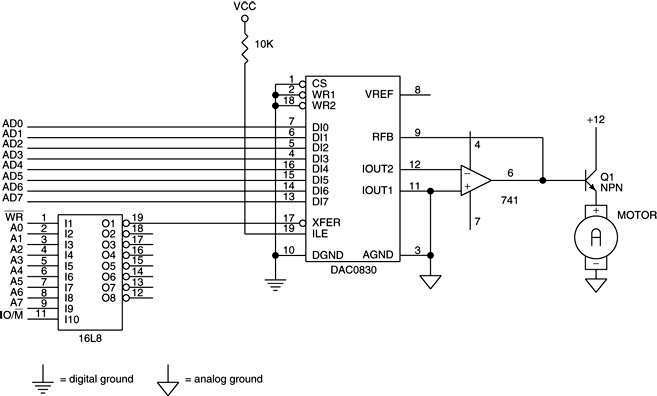 VCC
10K
1 CS
2 WR1
18 WR2
VREF 8
AD0 7 DI0
AD1 6 DI1
AD2 5 DI2
AD3 4 DI3
AD4 16 DI4
AD5 15 DI5
AD6 14 DI6
AD7 13 DI7
RFB 9
IOUT2 12
IOUT1 11
4
− 6
+ 741
7
+12
Q1
NPN
+ MOTOR
A
−
17 XFER
19 ILE
10 DGND AGND 3
DAC0830
WR 1 I1 O1 19
A0 2 I2 O2 18
A1 3 I3 O3 17
A2 4 I4 O4 16
A3 5 I5 O5 15
A4 6 I6 O6 14
A5 7 I7 O7 13
A6 8 I8 O8 12
A7 9 I9
IO/M 11 I10
16L8
= digital ground = analog ground